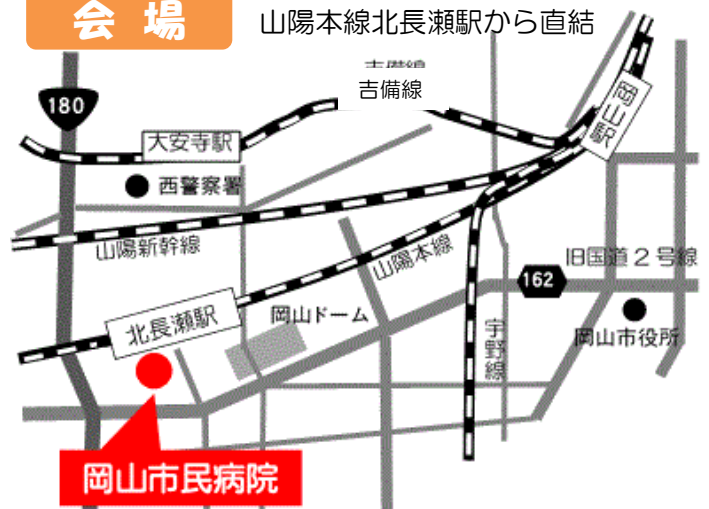 会場
山陽本線北長瀬駅から直結
吉備線
吉備線
180
岡山駅
大安寺駅
西警察署
山陽新幹線
山陽本線
旧国道2号線
162
北長瀬駅
岡山ドーム
宇野線
岡山市役所
岡山市民病院